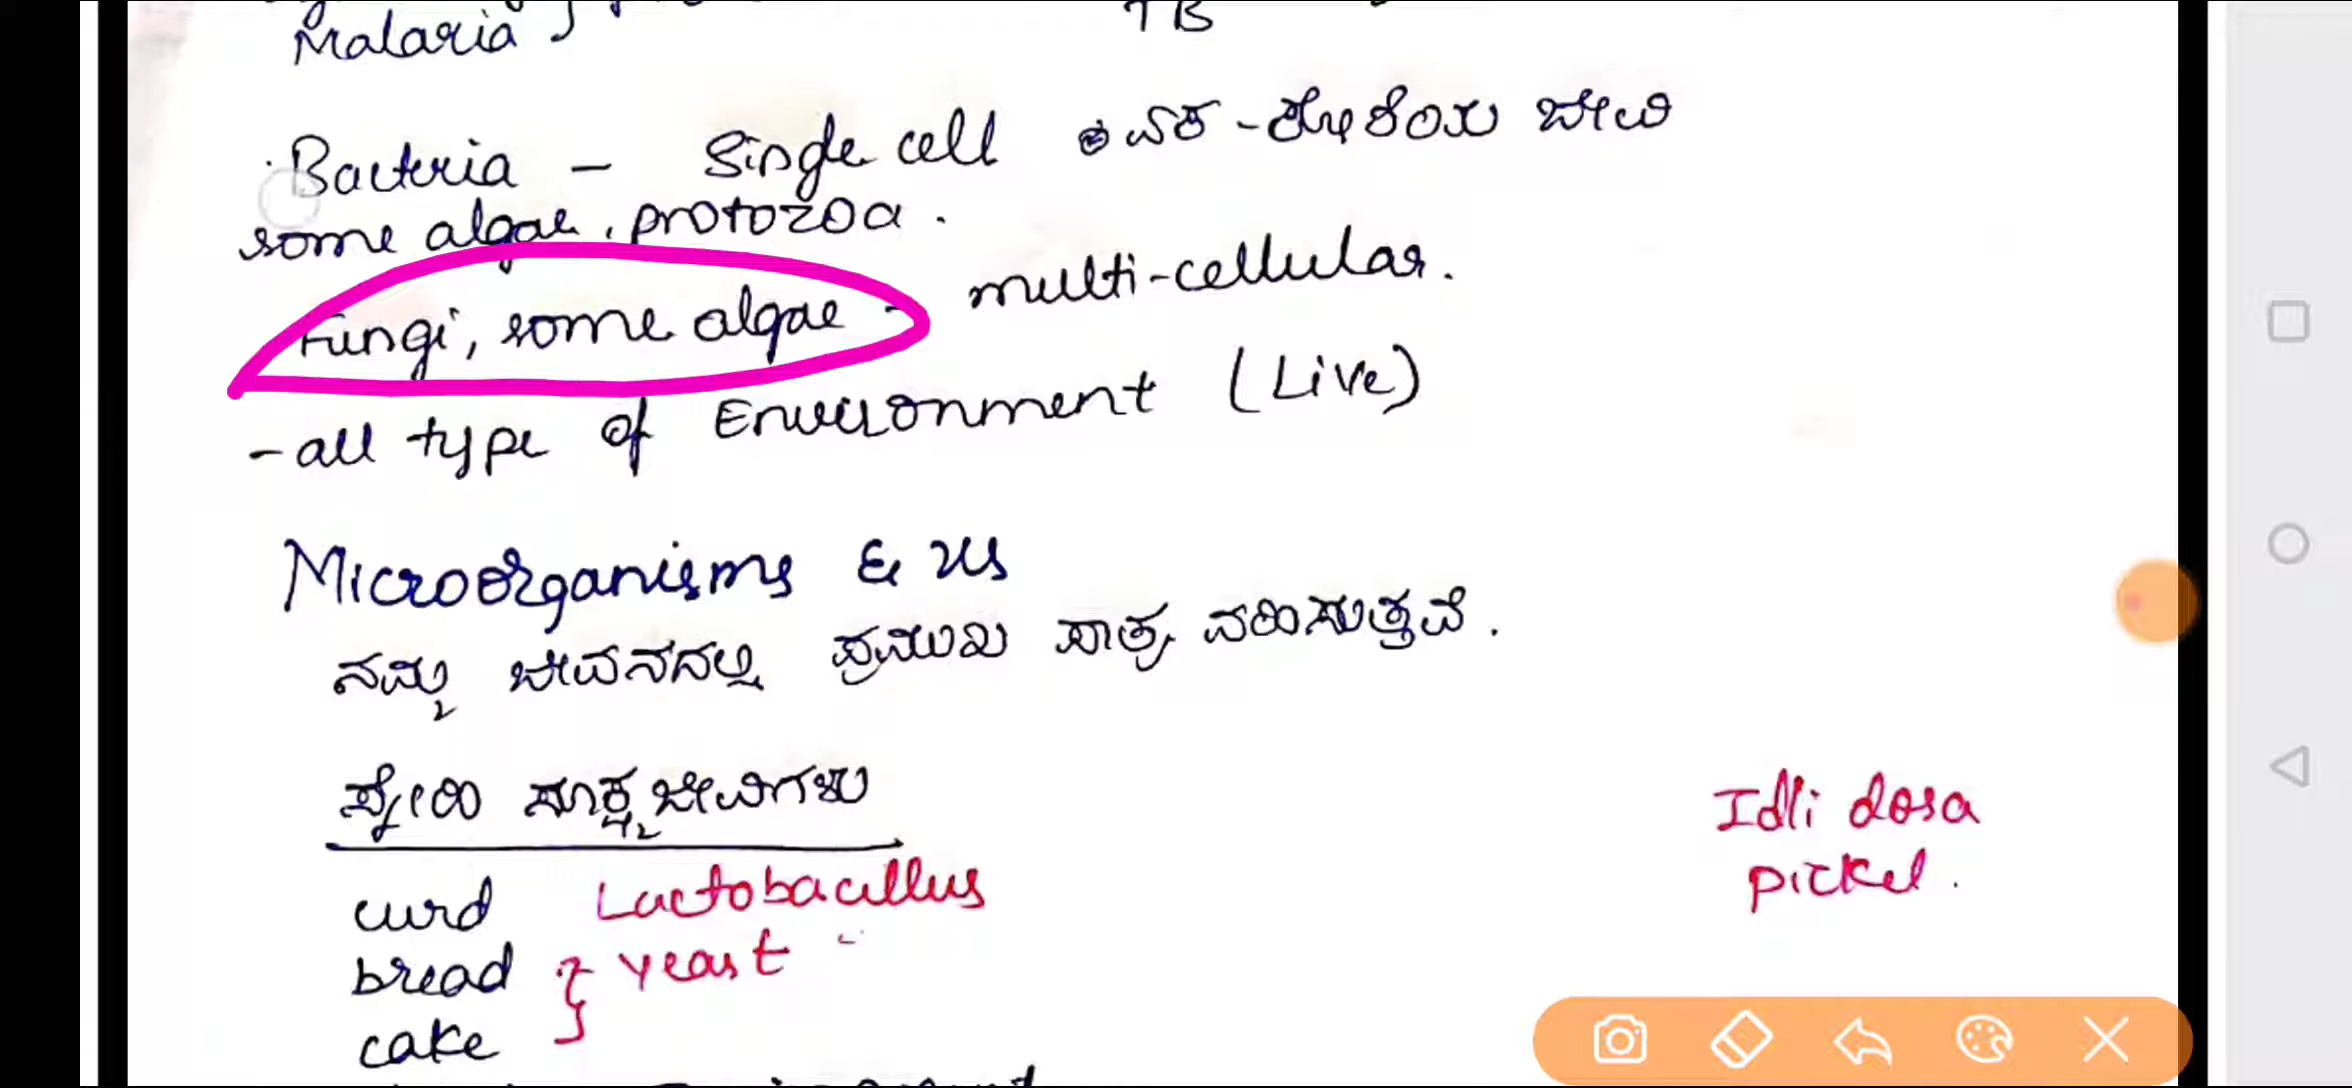 Malaria }
TB
Bacteria - Single cell ಏಕ-ಕೋಶೀಯ ಜೀವಿ
some algae, protozoa.
Fungi, some algae - multi-cellular.
- all type of Environment (Live)
Microorganisms & us
ನಮ್ಮ ಜೀವನದಲ್ಲಿ ಪ್ರಮುಖ ಪಾತ್ರ ವಹಿಸುತ್ತವೆ.
ಸ್ನೇಹಿ ಸೂಕ್ಷ್ಮಜೀವಿಗಳು
Idli dosa
pickel.
curd Lactobacillus
bread } yeast
cake